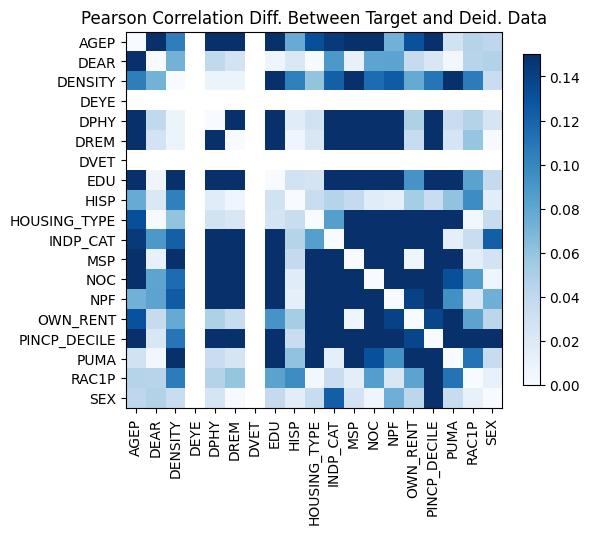 Pearson Correlation Diff. Between Target and Deid. Data
AGEP
DEAR
DENSITY
DEYE
DPHY
DREM
DVET
EDU
HISP
HOUSING_TYPE
INDP_CAT
MSP
NOC
NPF
OWN_RENT
PINCP_DECILE
PUMA
RAC1P
SEX
0.14
0.12
0.10
0.08
0.06
0.04
0.02
0.00
AGEP
DEAR
DENSITY
DEYE
DPHY
DREM
DVET
EDU
HISP
HOUSING_TYPE
INDP_CAT
MSP
NOC
NPF
OWN_RENT
PINCP_DECILE
PUMA
RAC1P
SEX